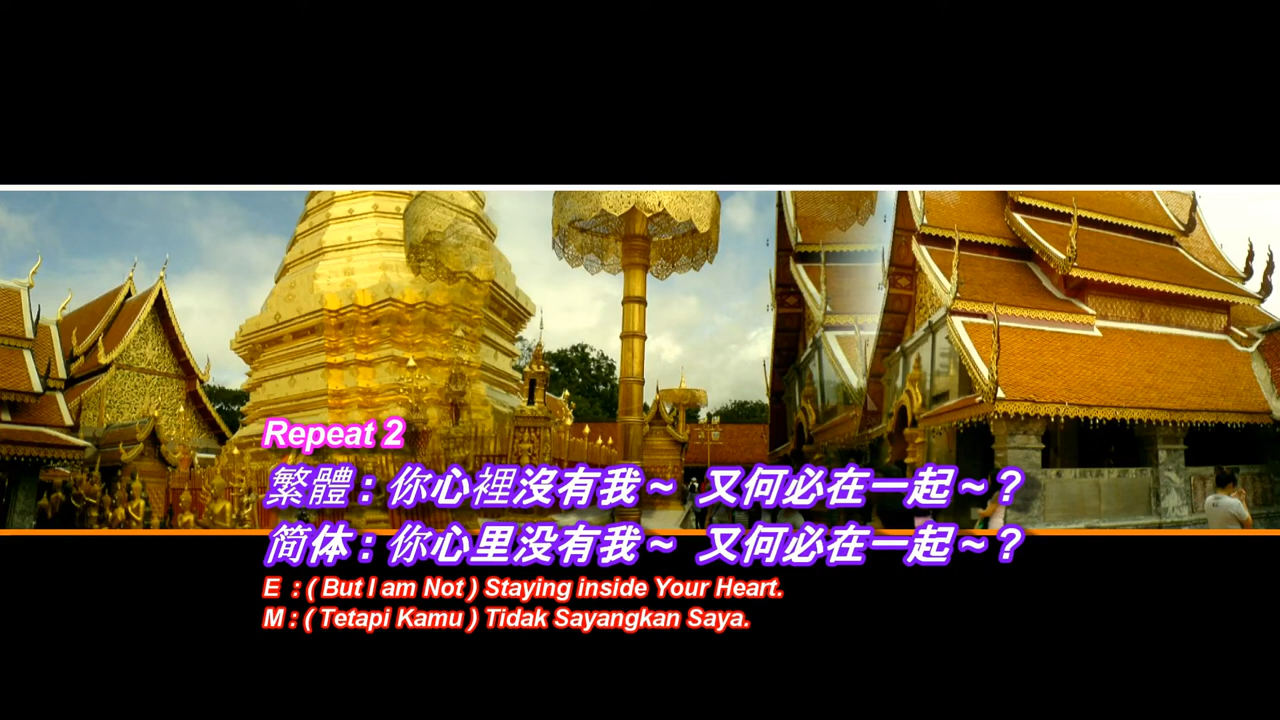 Repeat 2
繁體 : 你心裡沒有我 ~ 又何必在一起 ~ ?
简体 : 你心里没有我 ~ 又何必在一起 ~ ?
E : ( But I am Not ) Staying inside Your Heart.
M : ( Tetapi Kamu ) Tidak Sayangkan Saya.